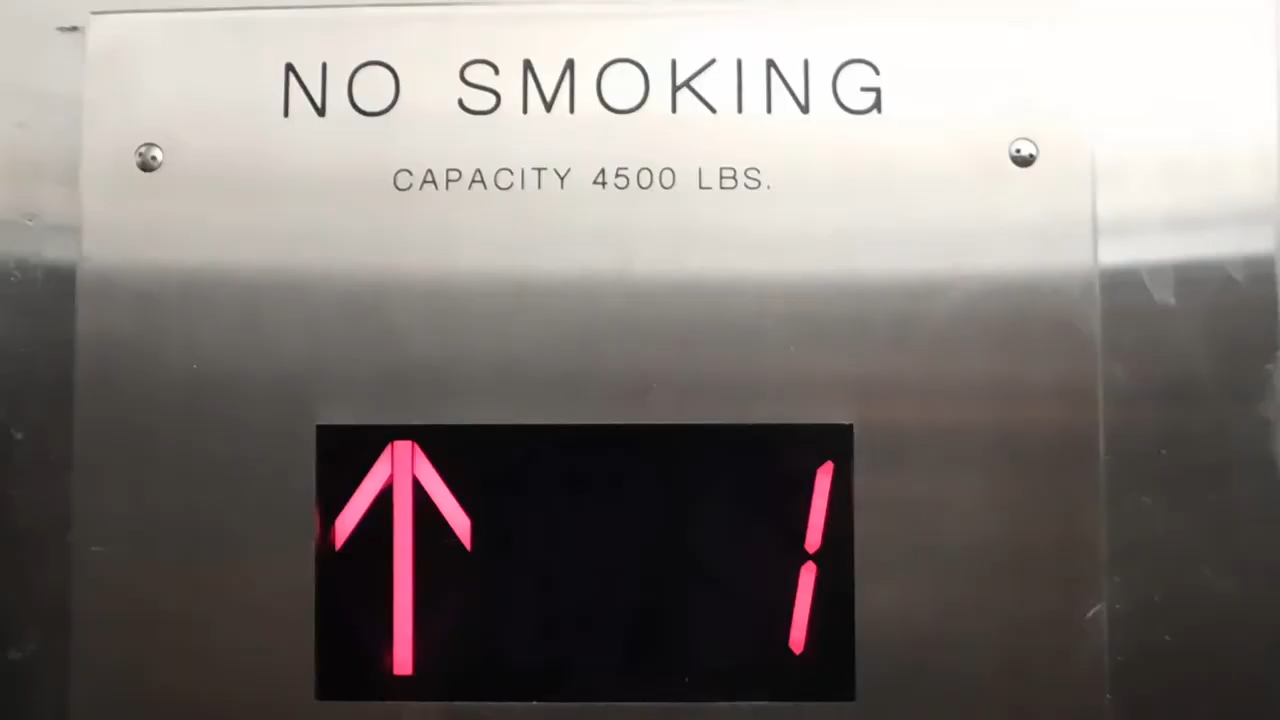 NO SMOKING
CAPACITY 4500 LBS.
↑ 1